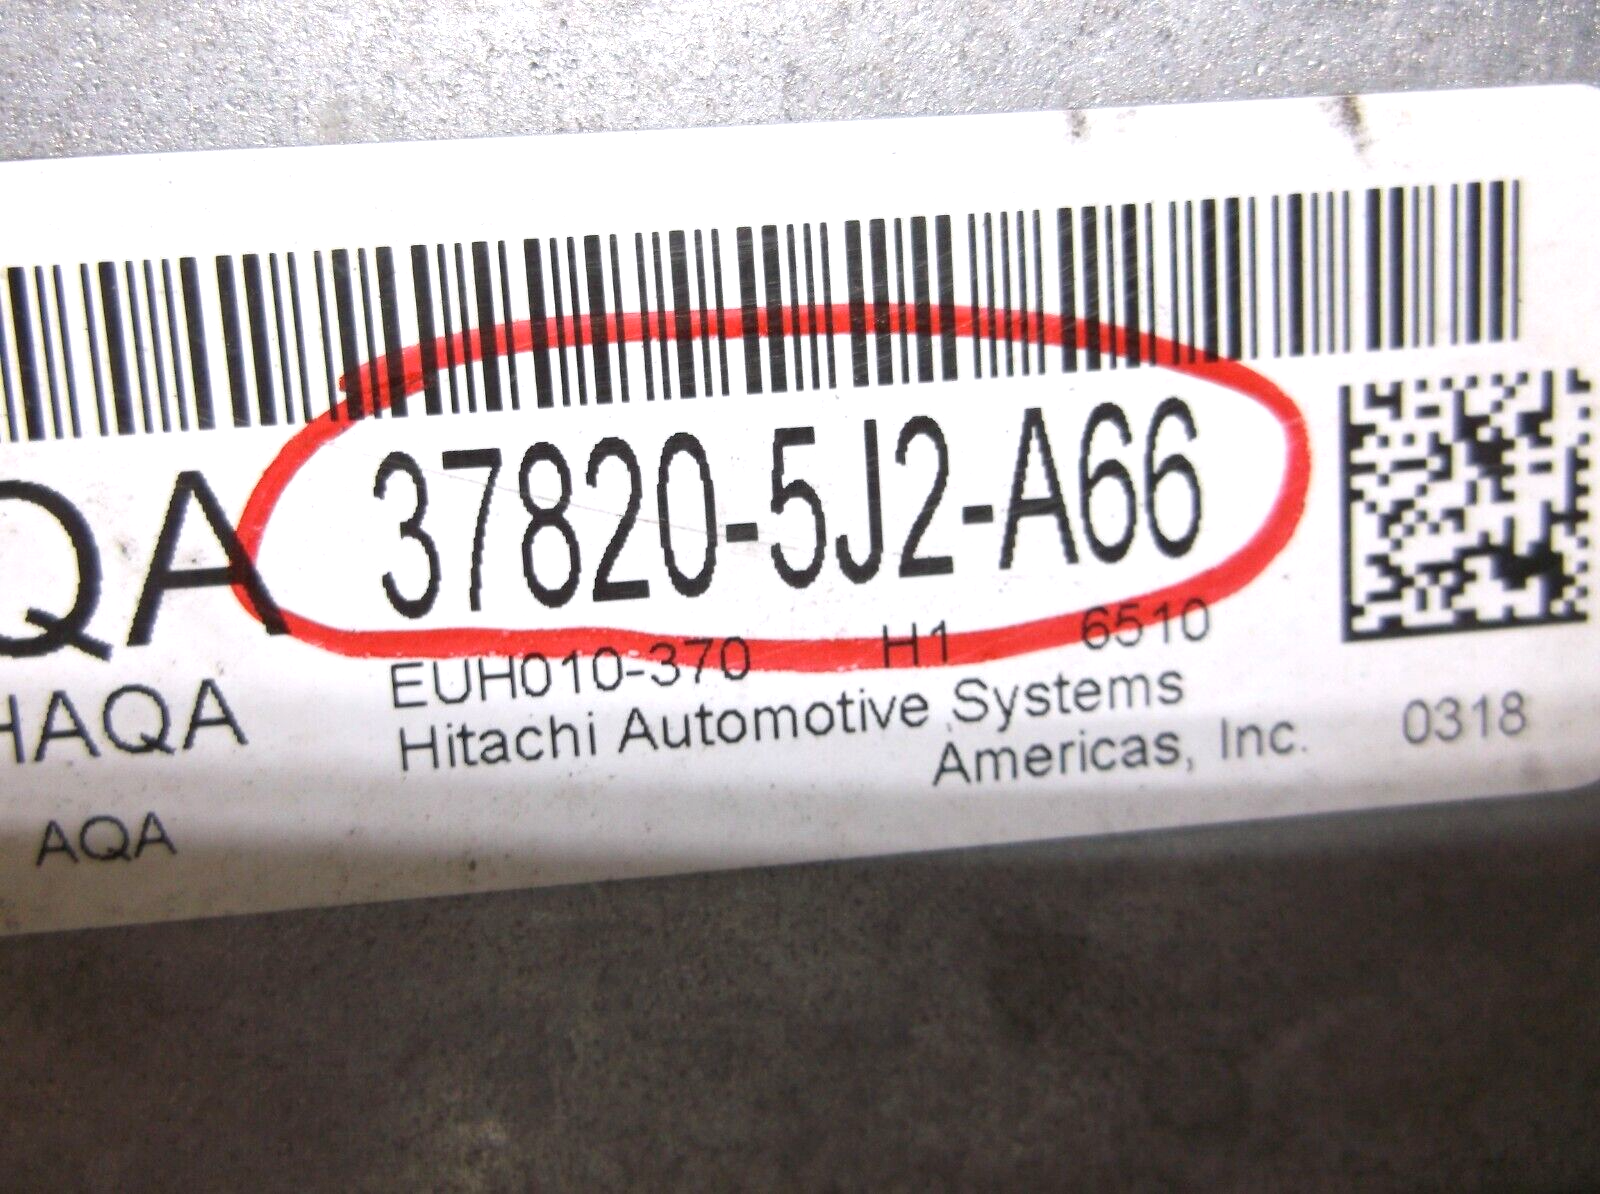 QA
37820-5J2-A66
EUH010-370 H1 6510
HAQA
Hitachi Automotive Systems
Americas, Inc. 0318
AQA